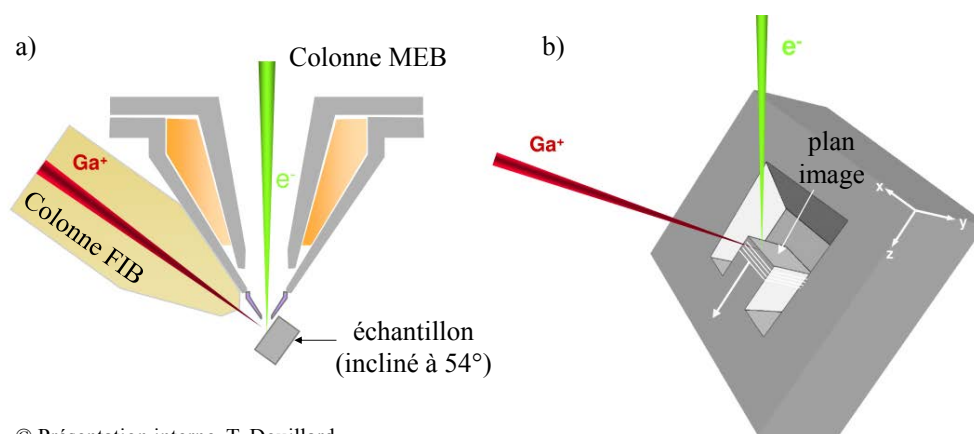 a)
Colonne MEB
Ga⁺
e⁻
Colonne FIB
échantillon
(incliné à 54°)
b)
e⁻
Ga⁺
plan
image
x
y
z